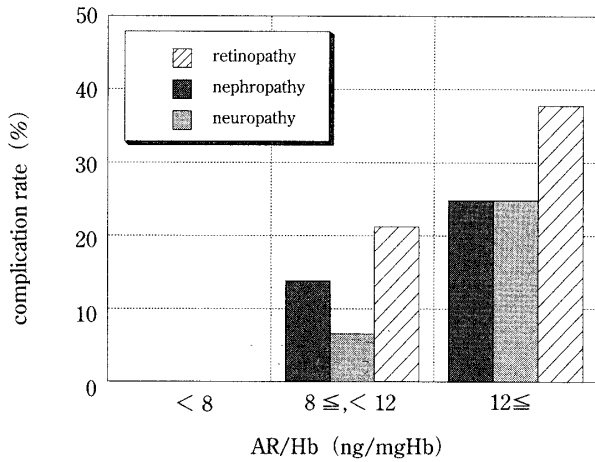 50
40
30
20
10
0
complication rate (%)
retinopathy
nephropathy
neuropathy
< 8
8 ≦,< 12
12≦
AR/Hb (ng/mgHb)